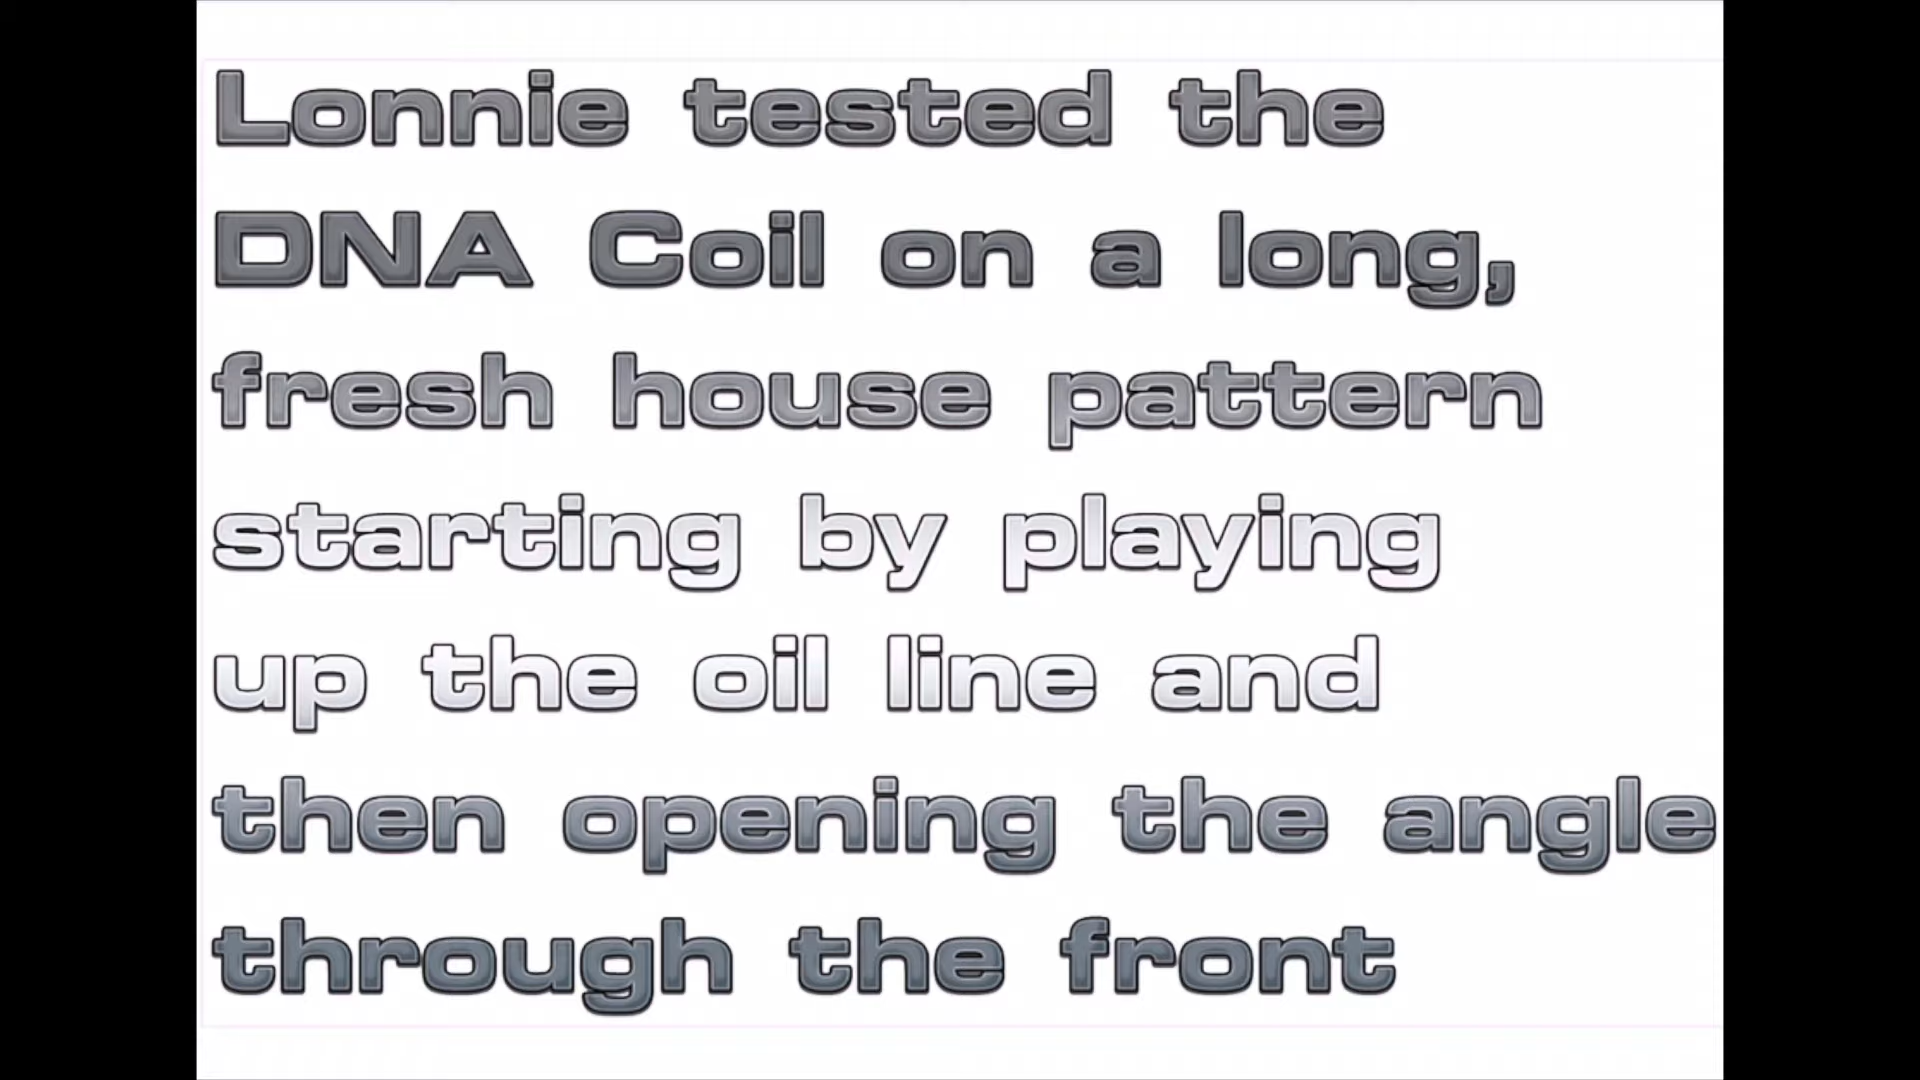 Lonnie tested the
DNA Coil on a long,
fresh house pattern
starting by playing
up the oil line and
then opening the angle
through the front